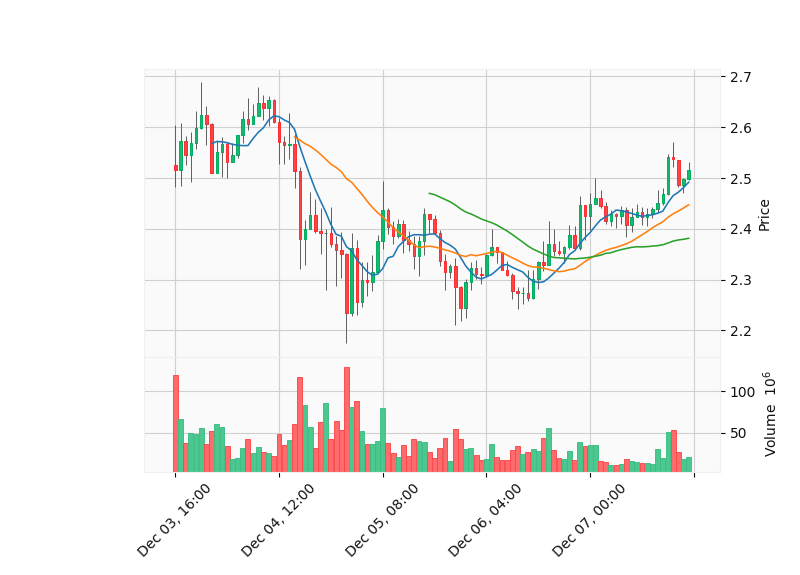 2.7
2.6
2.5
2.4
2.3
2.2
Price
100
50
Volume 10^6
Dec 03, 16:00
Dec 04, 12:00
Dec 05, 08:00
Dec 06, 04:00
Dec 07, 00:00